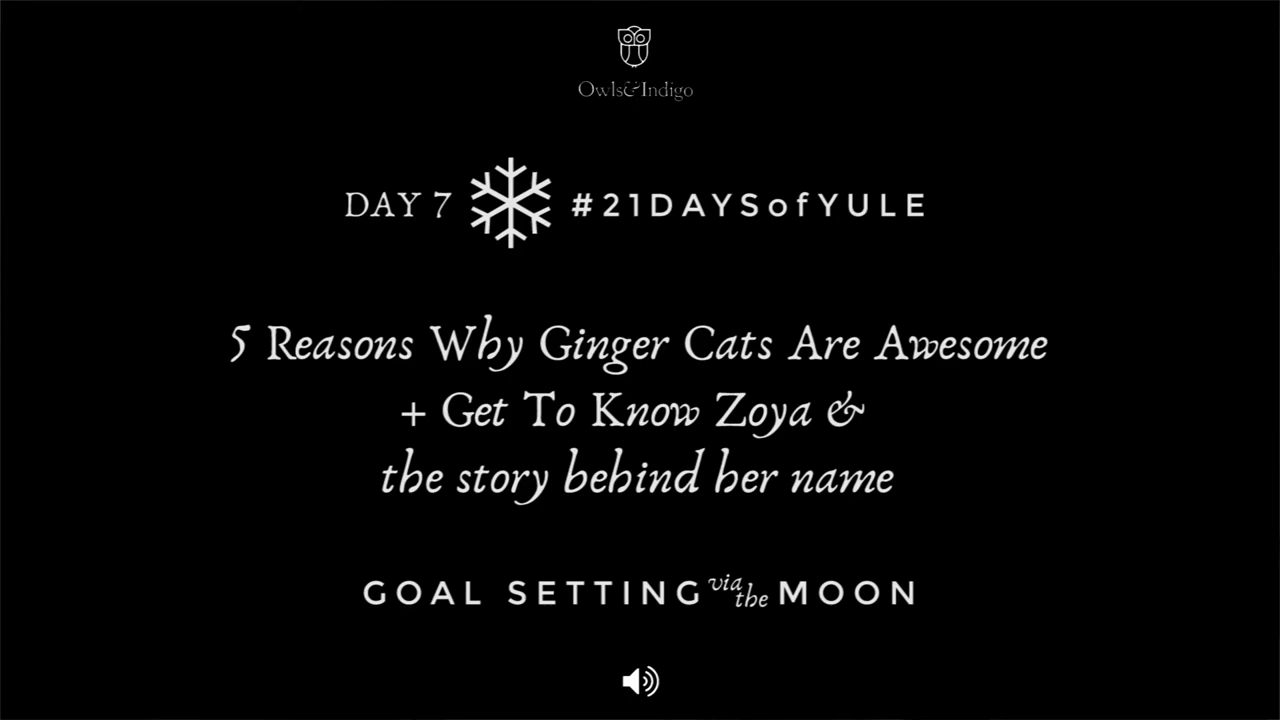 Owls&Indigo
DAY 7 #21DAYSofYULE
5 Reasons Why Ginger Cats Are Awesome
+ Get To Know Zoya &
the story behind her name
GOAL SETTING via the MOON